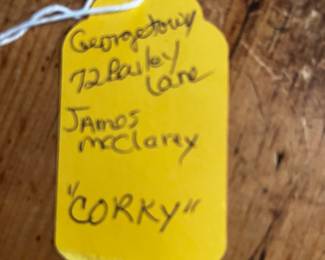 Georgetown
72 Bailey
Lane
James
McClarey
"CORKY"